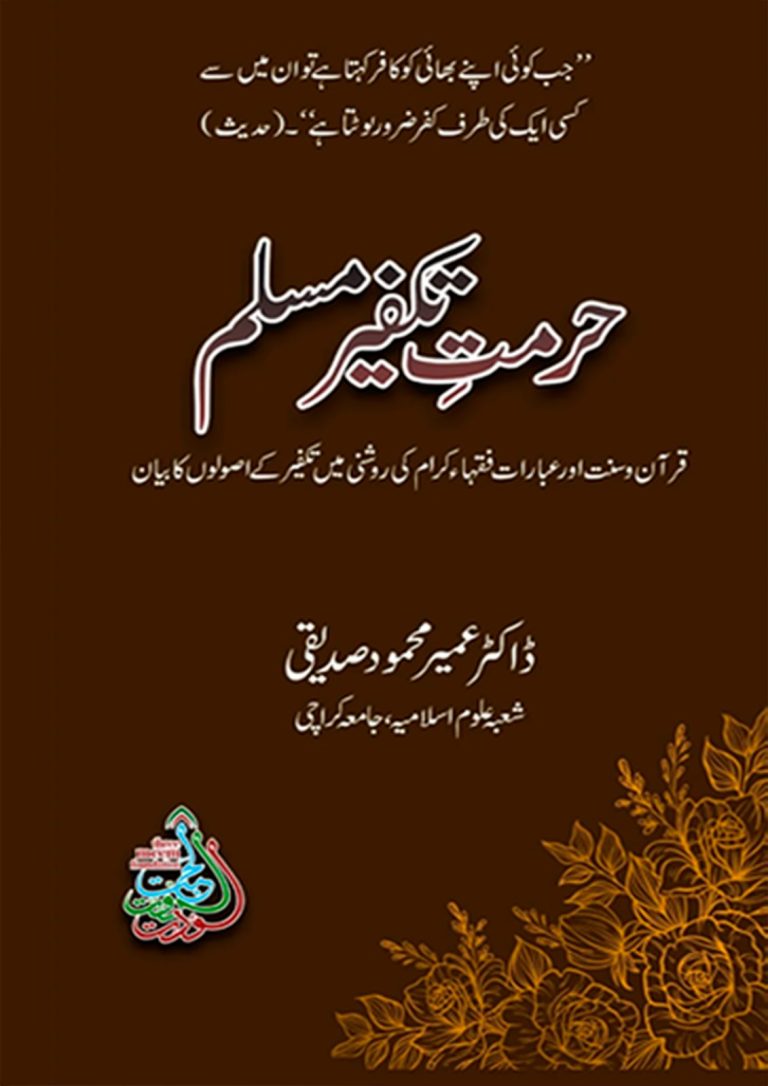 ’’جب کوئی اپنے بھائی کو کافر کہتا ہے تو ان میں سے
کسی ایک کی طرف کفر ضرور لوٹتا ہے‘‘۔ (حدیث)
حرمتِ تکفیر مسلم
قرآن و سنت اور عبارات فقہاء کرام کی روشنی میں تکفیر کے اصولوں کا بیان
ڈاکٹر عمیر محمود صدیقی
شعبہ علوم اسلامیہ، جامعہ کراچی